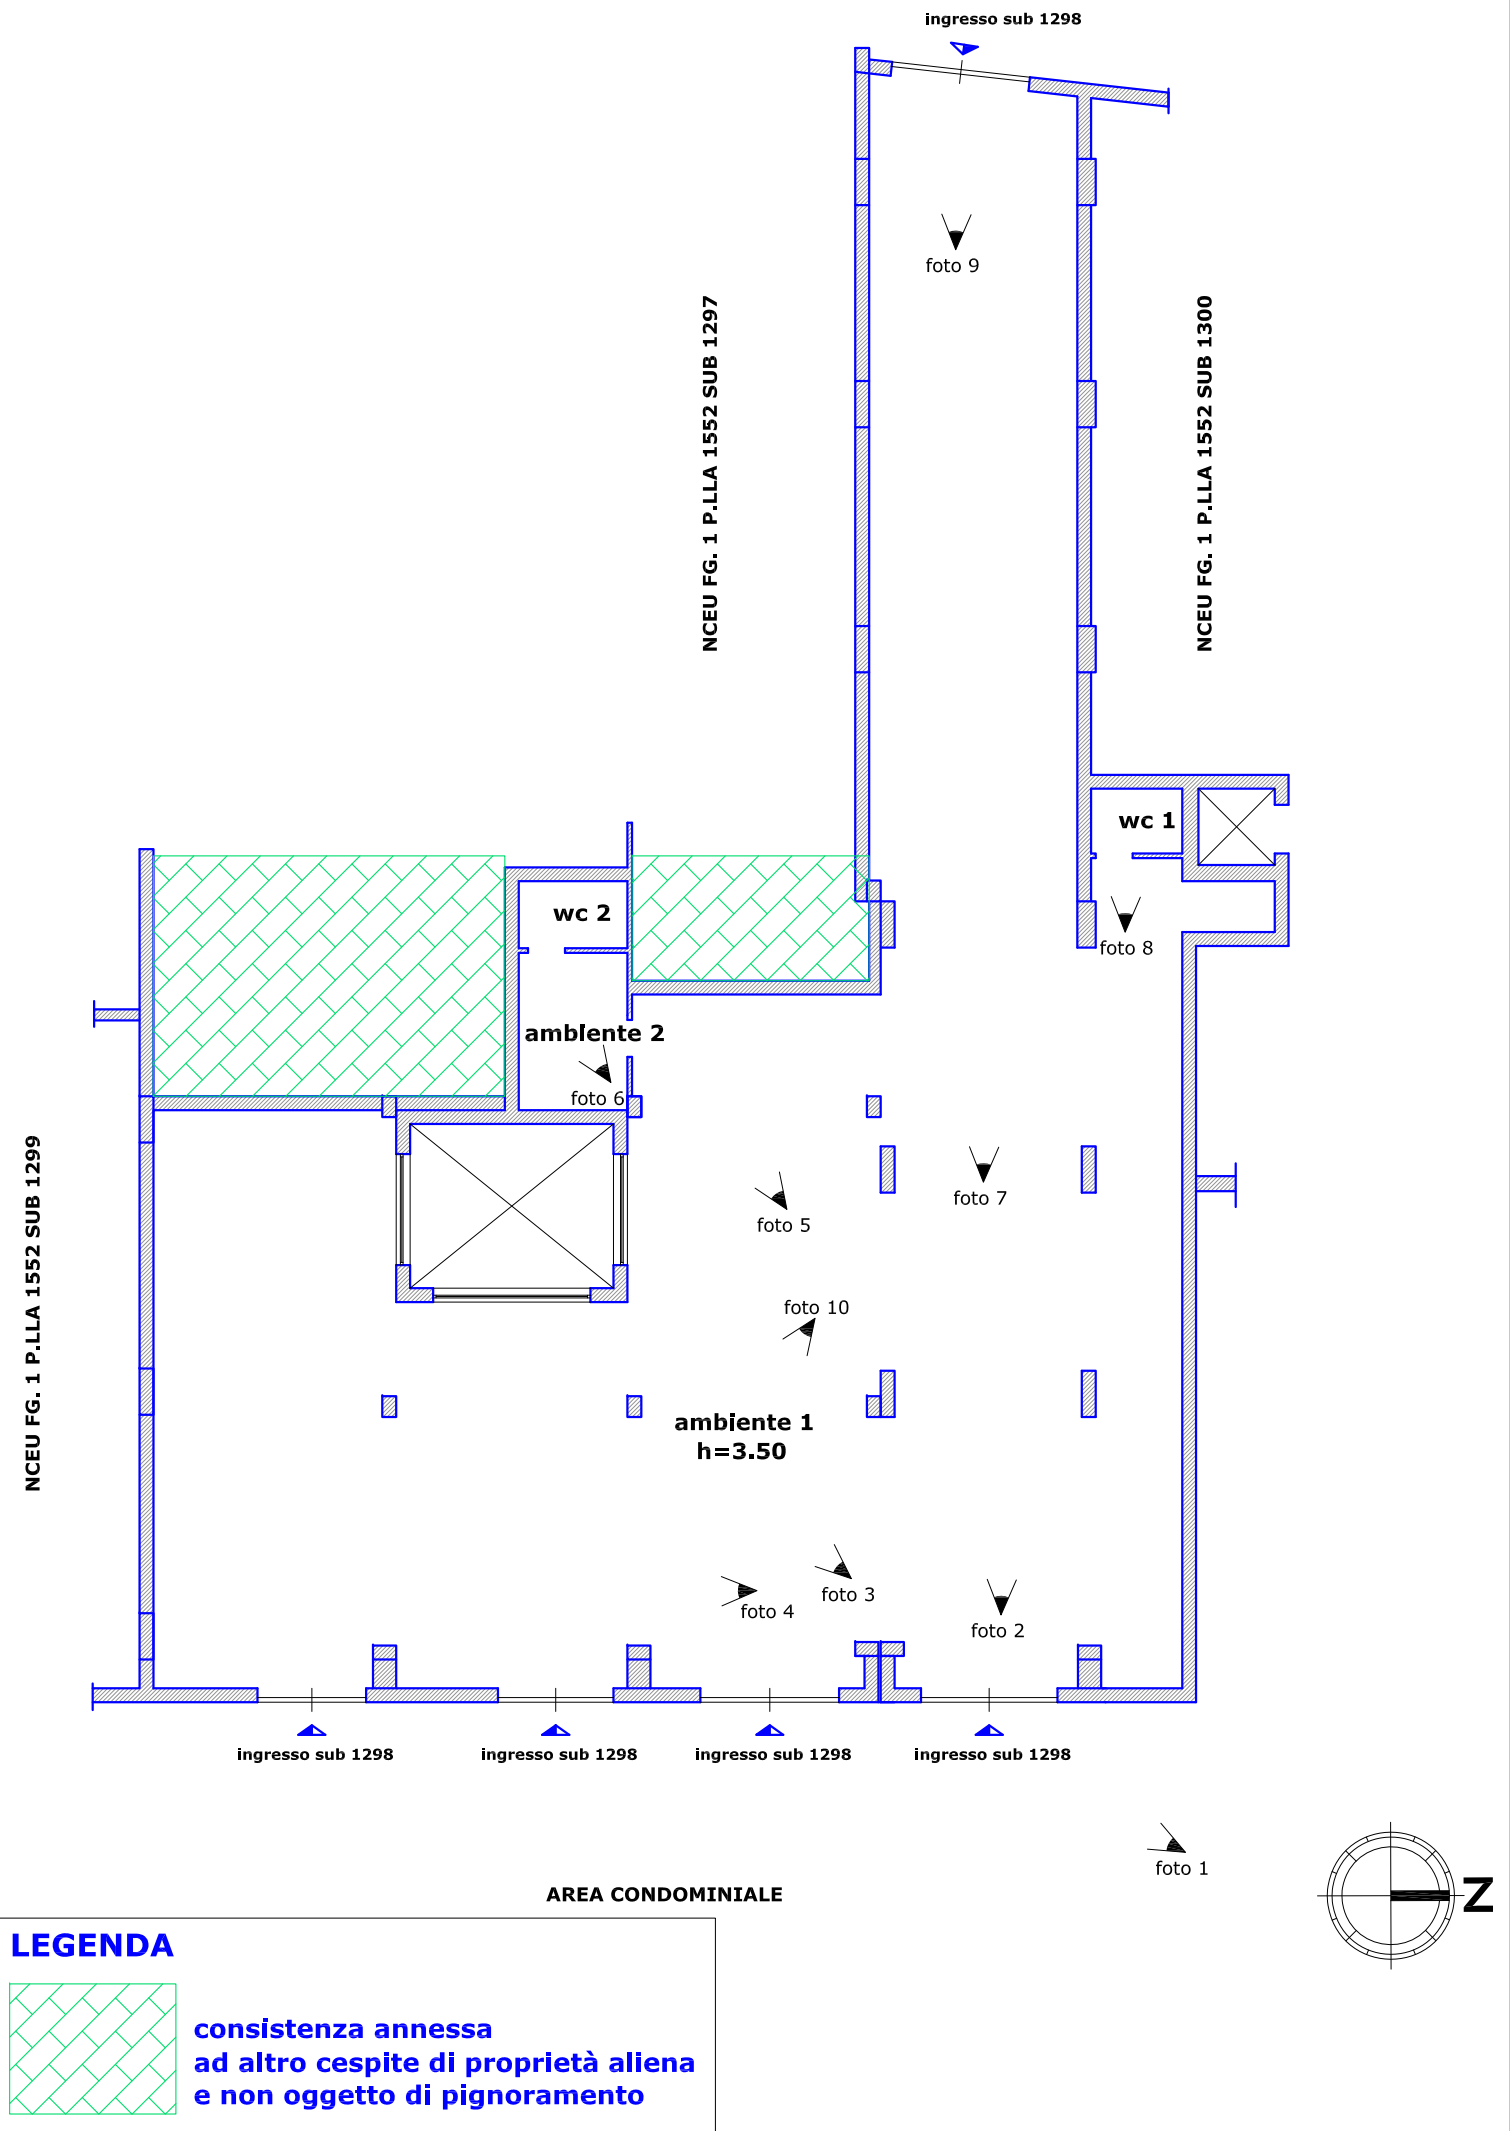 ingresso sub 1298
foto 9
NCEU FG. 1 P.LLA 1552 SUB 1297
NCEU FG. 1 P.LLA 1552 SUB 1300
wc 1
wc 2
foto 8
ambiente 2
foto 6
foto 7
foto 5
NCEU FG. 1 P.LLA 1552 SUB 1299
foto 10
ambiente 1
h=3.50
foto 3
foto 4
foto 2
ingresso sub 1298
ingresso sub 1298
ingresso sub 1298
ingresso sub 1298
foto 1
AREA CONDOMINIALE
N
LEGENDA
consistenza annessa
ad altro cespite di proprietà aliena
e non oggetto di pignoramento